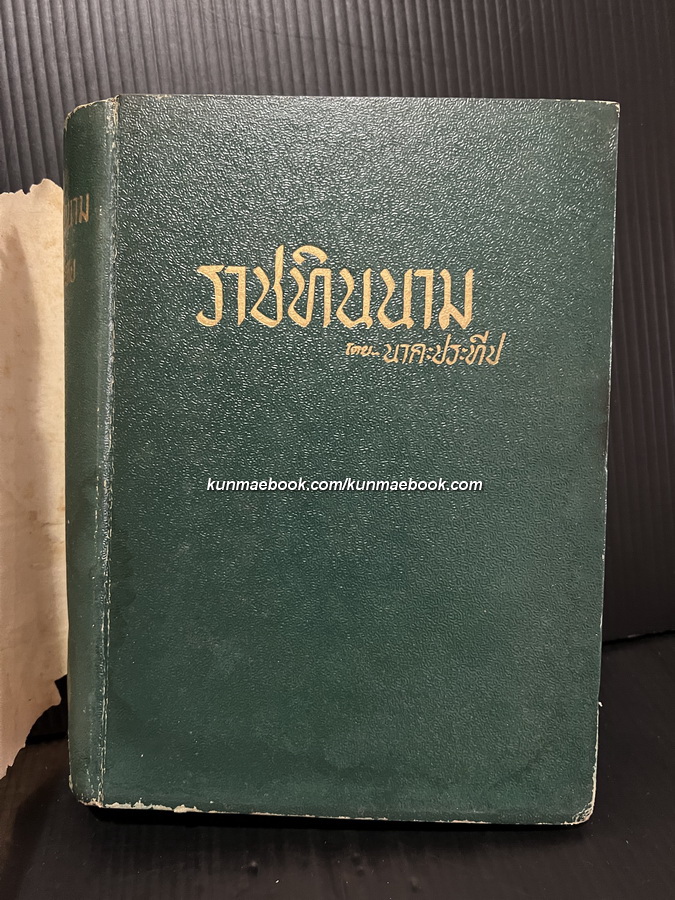 ราชทินนาม
โดย- นาคะประทีป
kunmaebook.com/kunmaebook.com